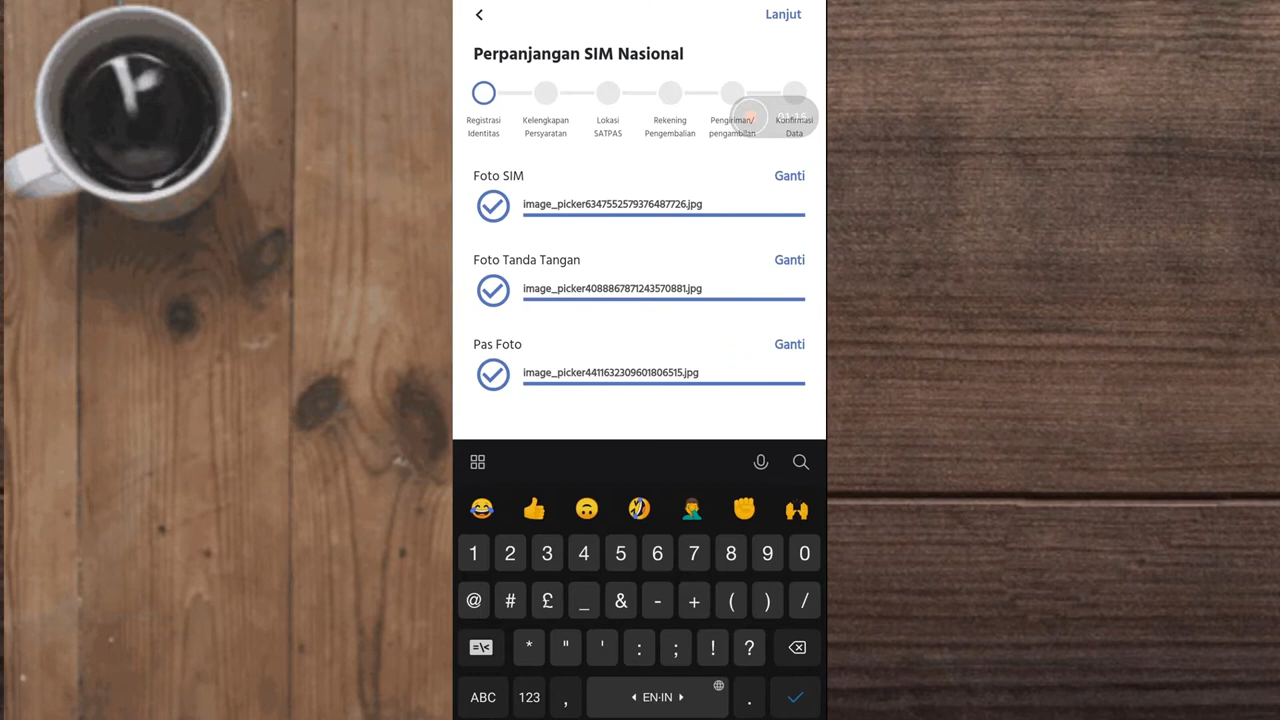 Lanjut
Perpanjangan SIM Nasional
Registrasi Identitas
Kelengkapan Persyaratan
Lokasi SATPAS
Rekening Pengembalian
Pengiriman/ pengambilan
Konfirmasi Data
Foto SIM Ganti
image_picker6347552579376487726.jpg
Foto Tanda Tangan Ganti
image_picker4088867871243570881.jpg
Pas Foto Ganti
image_picker4411632309601806515.jpg
1 2 3 4 5 6 7 8 9 0
@ # £ _ & - + ( ) /
=\< * " ' : ; ! ?
ABC 123 , EN·IN .